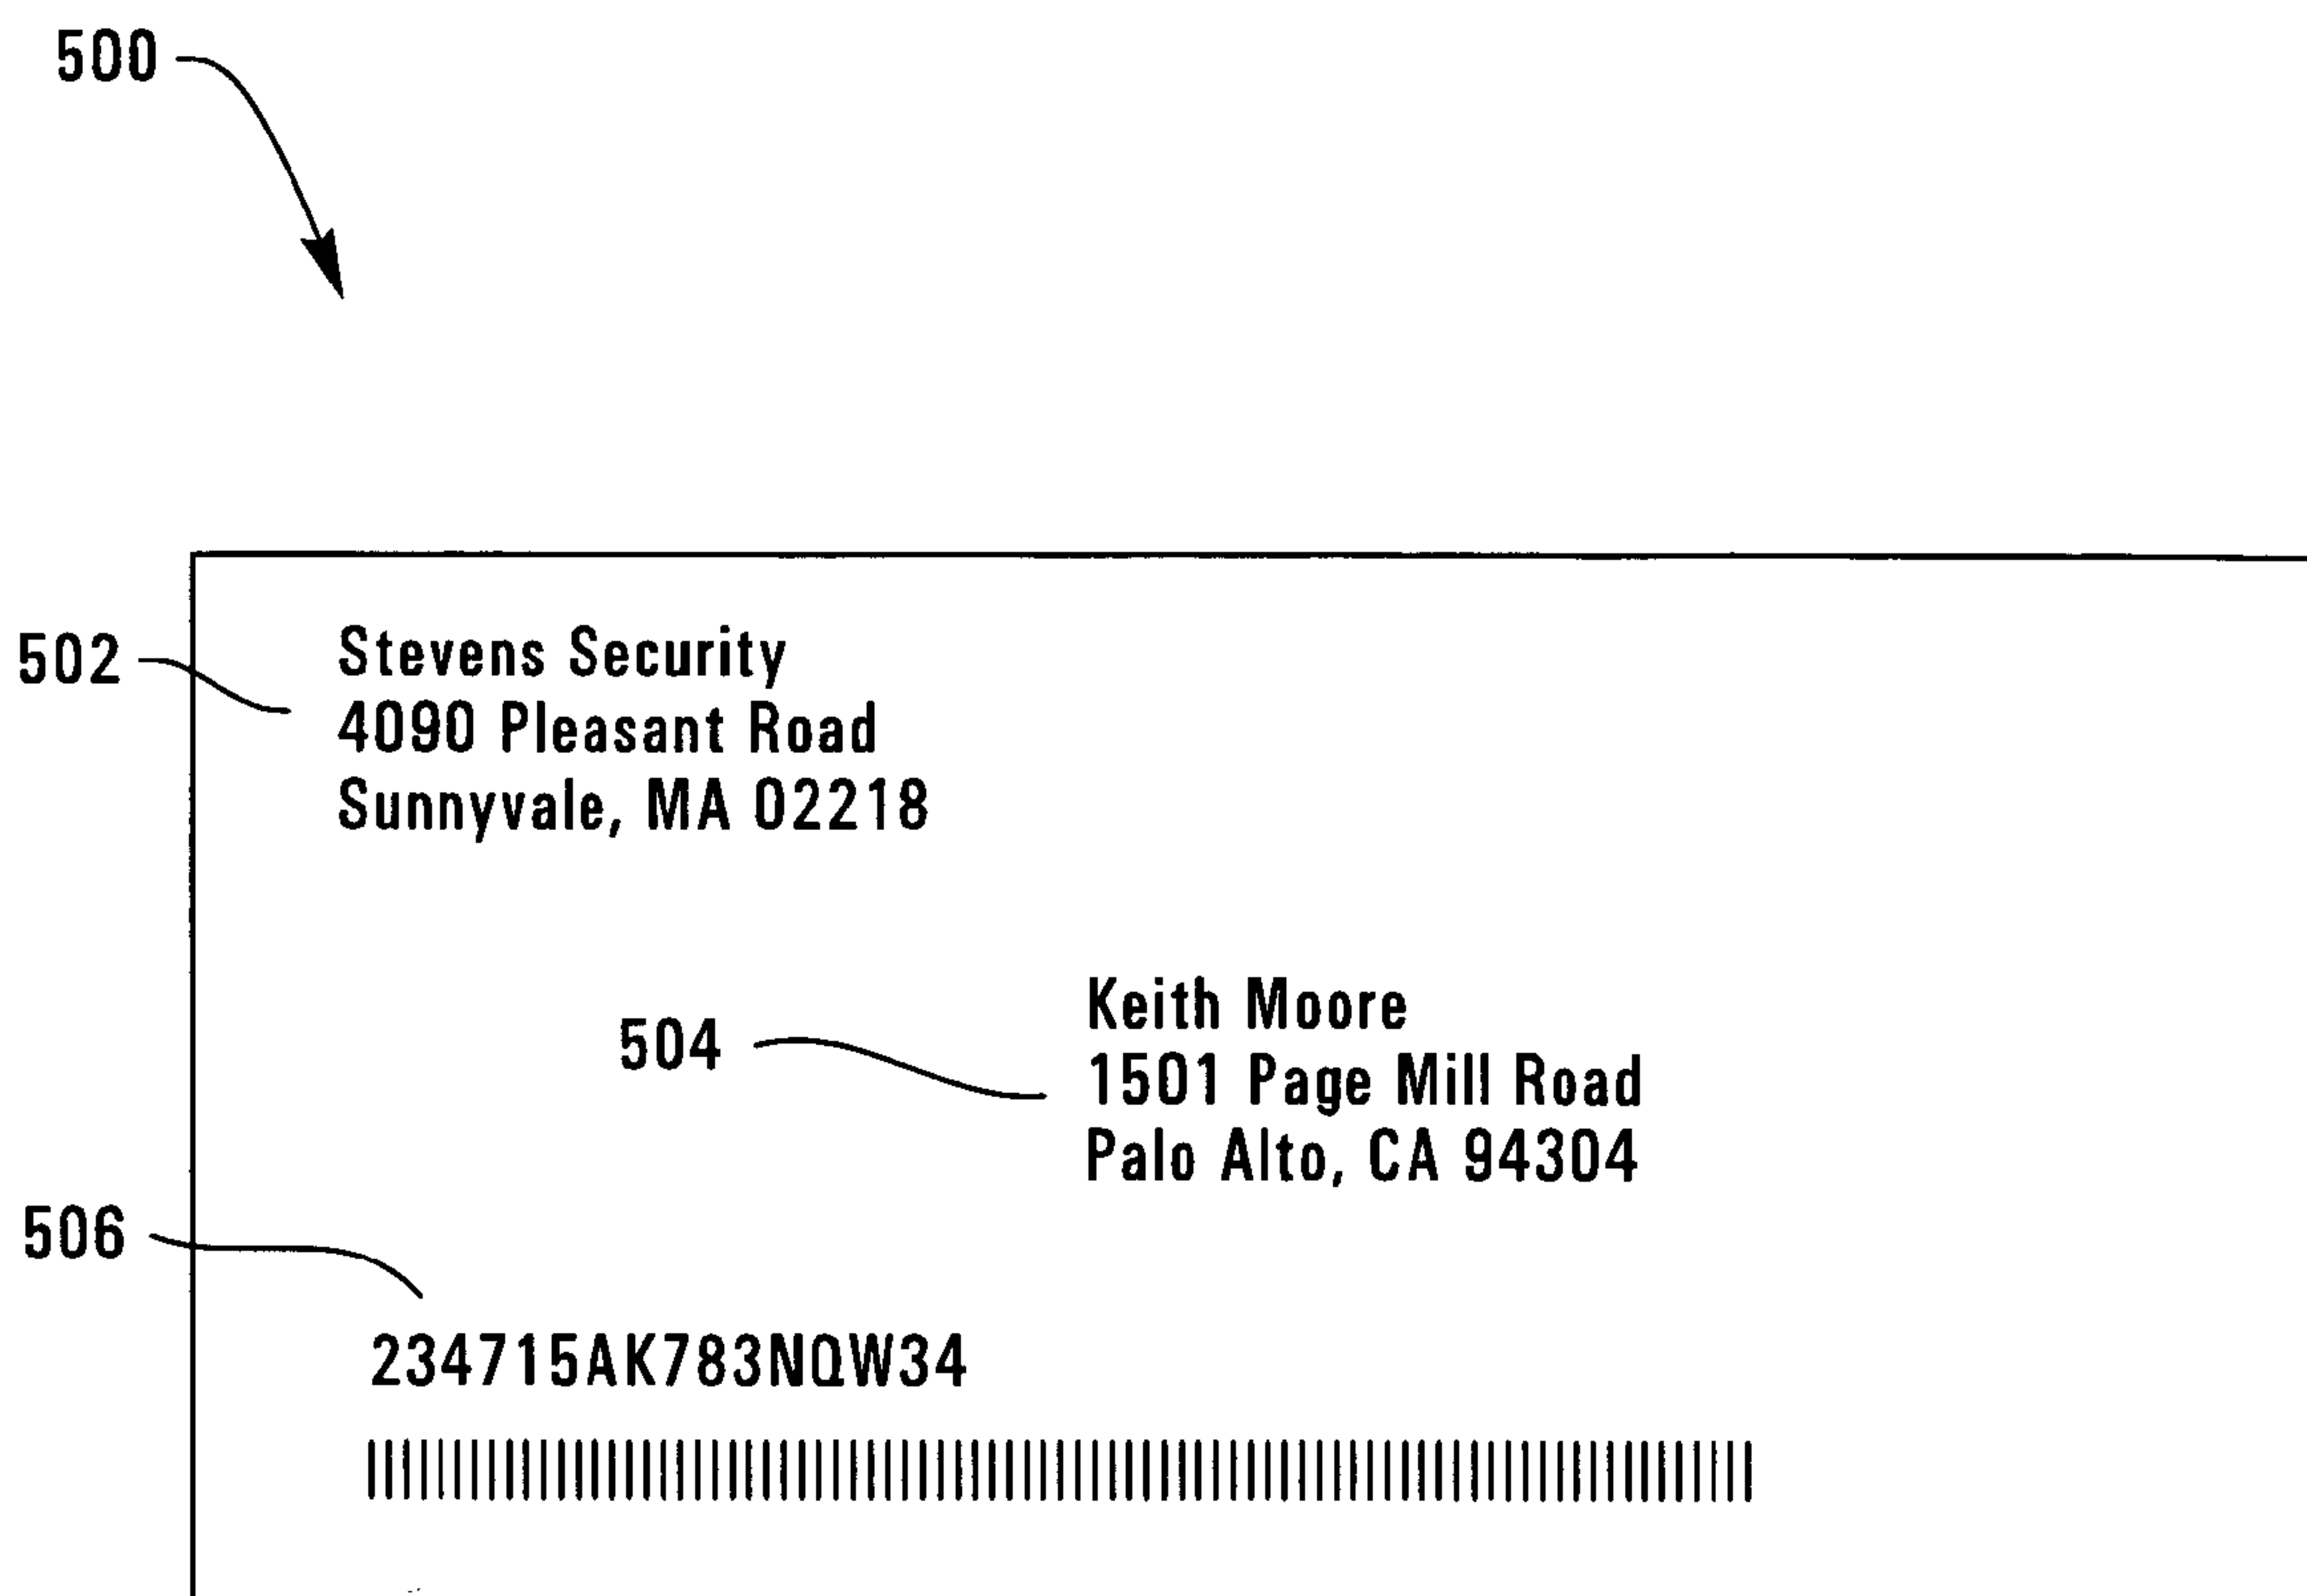 500
502
Stevens Security
4090 Pleasant Road
Sunnyvale, MA 02218
504
Keith Moore
1501 Page Mill Road
Palo Alto, CA 94304
506
234715AK783NQW34